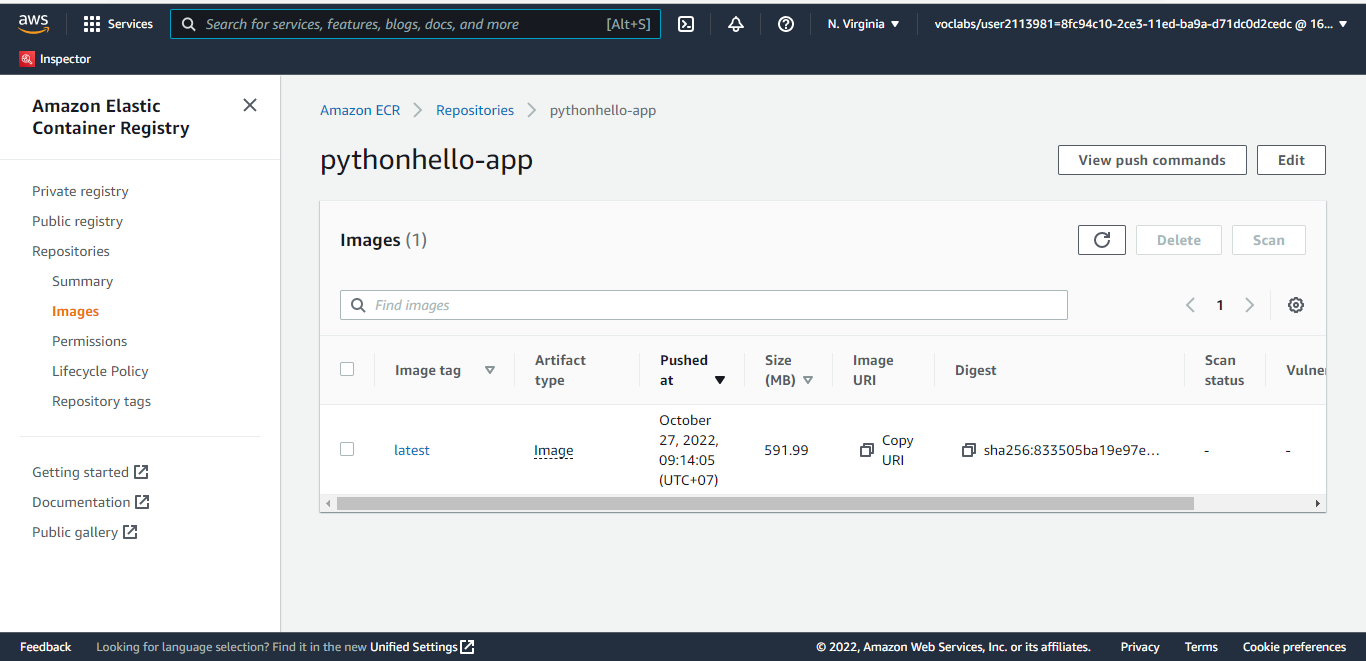 aws
Services
Search for services, features, blogs, docs, and more
[Alt+S]
N. Virginia
voclabs/user2113981=8fc94c10-2ce3-11ed-ba9a-d71dc0d2cedc @ 16...
Inspector
Amazon Elastic
Container Registry
Private registry
Public registry
Repositories
Summary
Images
Permissions
Lifecycle Policy
Repository tags
Getting started
Documentation
Public gallery
Amazon ECR
Repositories
pythonhello-app
pythonhello-app
View push commands
Edit
Images (1)
Delete
Scan
Find images
1
Image tag
Artifact
type
Pushed
at
Size
(MB)
Image
URI
Digest
Scan
status
Vulner
latest
Image
October
27, 2022,
09:14:05
(UTC+07)
591.99
Copy
URI
sha256:833505ba19e97e...
-
-
Feedback
Looking for language selection? Find it in the new Unified Settings
© 2022, Amazon Web Services, Inc. or its affiliates.
Privacy
Terms
Cookie preferences